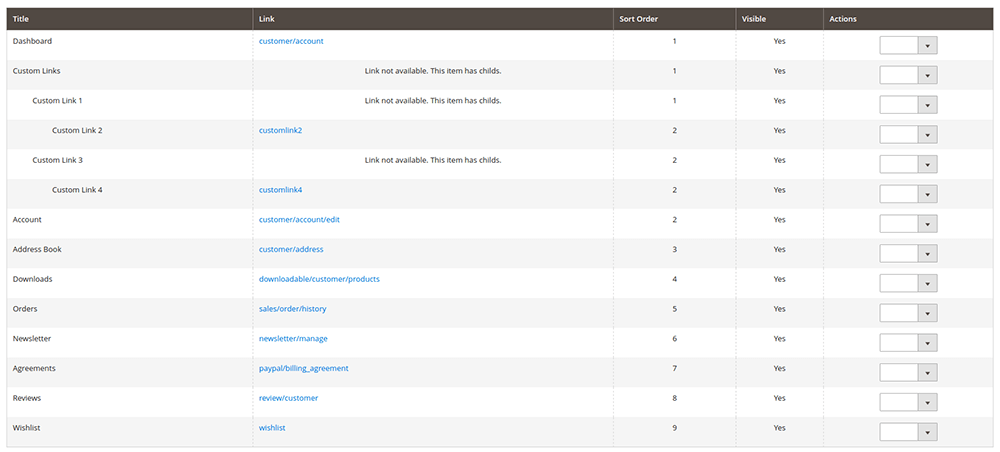 Title Link Sort Order Visible Actions
Dashboard customer/account 1 Yes
Custom Links Link not available. This item has childs. 1 Yes
Custom Link 1 Link not available. This item has childs. 1 Yes
Custom Link 2 customlink2 2 Yes
Custom Link 3 Link not available. This item has childs. 2 Yes
Custom Link 4 customlink4 2 Yes
Account customer/account/edit 2 Yes
Address Book customer/address 3 Yes
Downloads downloadable/customer/products 4 Yes
Orders sales/order/history 5 Yes
Newsletter newsletter/manage 6 Yes
Agreements paypal/billing_agreement 7 Yes
Reviews review/customer 8 Yes
Wishlist wishlist 9 Yes